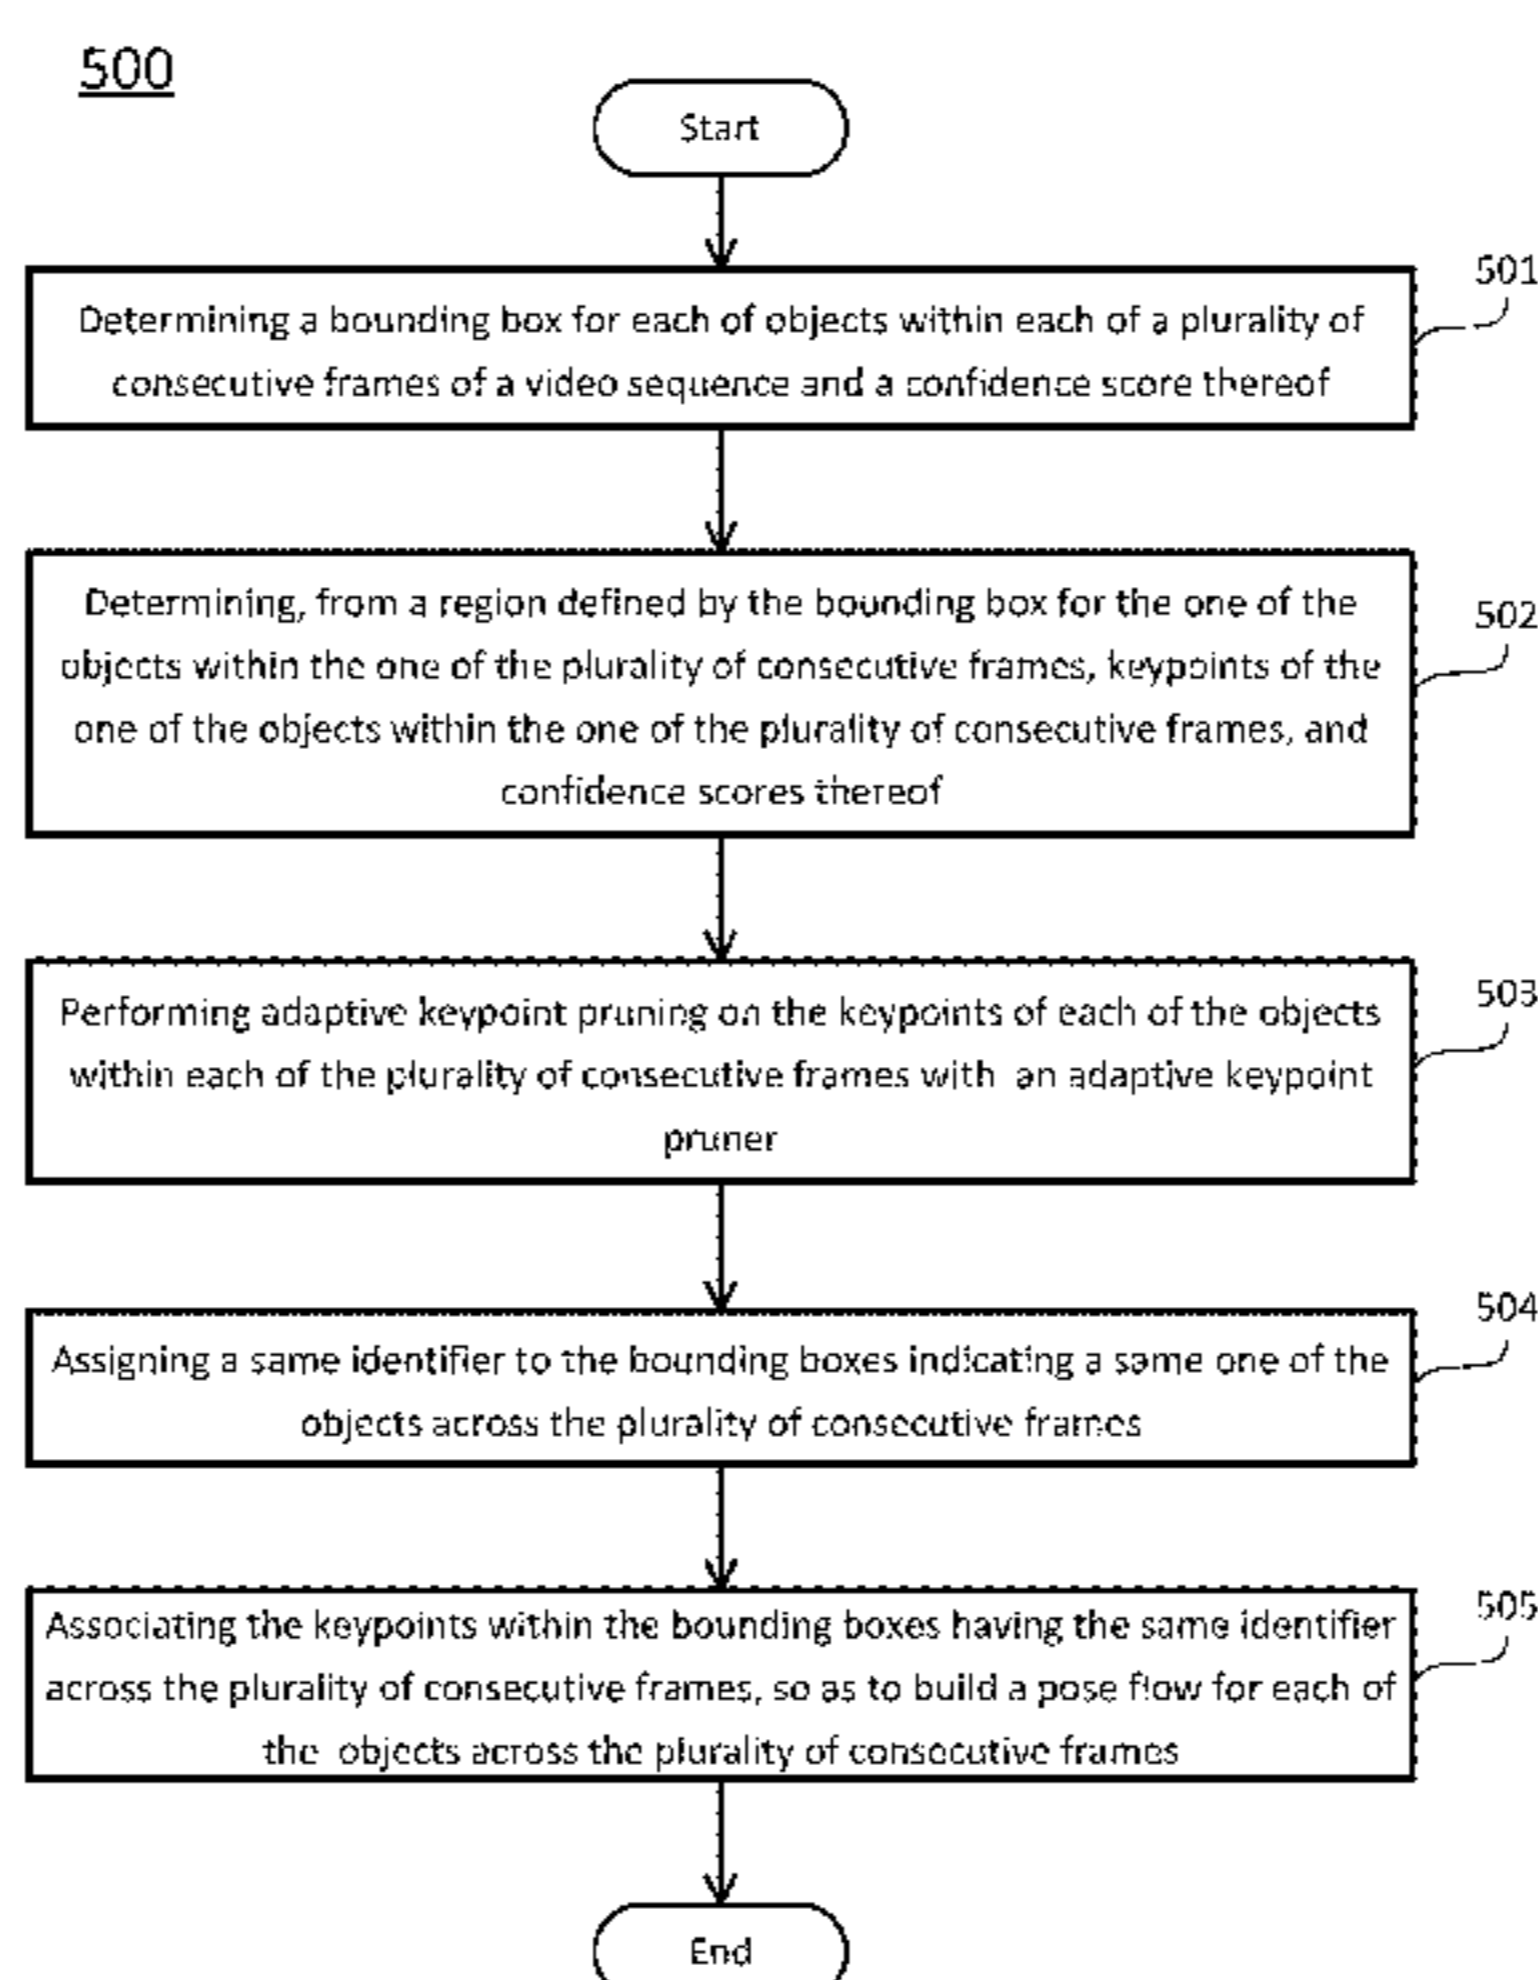 500
Start
501
Determining a bounding box for each of objects within each of a plurality of
consecutive frames of a video sequence and a confidence score thereof
502
Determining, from a region defined by the bounding box for the one of the
objects within the one of the plurality of consecutive frames, keypoints of the
one of the objects within the one of the plurality of consecutive frames, and
confidence scores thereof
503
Performing adaptive keypoint pruning on the keypoints of each of the objects
within each of the plurality of consecutive frames with an adaptive keypoint
pruner
504
Assigning a same identifier to the bounding boxes indicating a same one of the
objects across the plurality of consecutive frames
505
Associating the keypoints within the bounding boxes having the same identifier
across the plurality of consecutive frames, so as to build a pose flow for each of
the objects across the plurality of consecutive frames
End